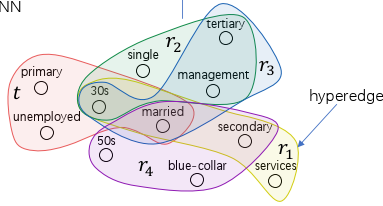 NN
tertiary
single
r₂
r₃
primary
management
t
30s
hyperedge
unemployed
married
secondary
50s
r₁
r₄
blue-collar
services